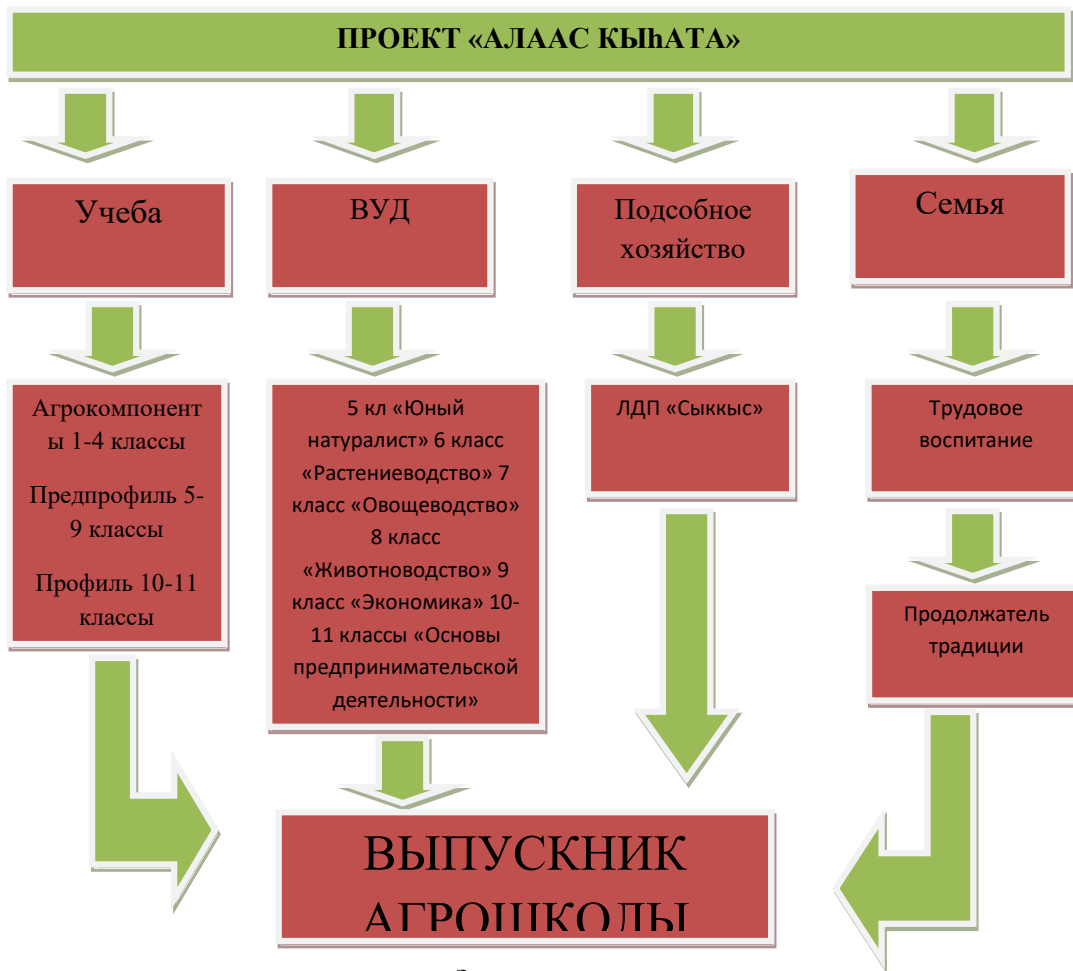 ПРОЕКТ «АЛААС КЫҺАТА»
Учеба
ВУД
Подсобное
хозяйство
Семья
Агрокомпонент
ы 1-4 классы
Предпрофиль 5-
9 классы
Профиль 10-11
классы
5 кл «Юный
натуралист» 6 класс
«Растениеводство» 7
класс «Овощеводство»
8 класс
«Животноводство» 9
класс «Экономика» 10-
11 классы «Основы
предпринимательской
деятельности»
ЛДП «Сыккыс»
Трудовое
воспитание
Продолжатель
традиции
ВЫПУСКНИК
АГРОШКОЛЫ